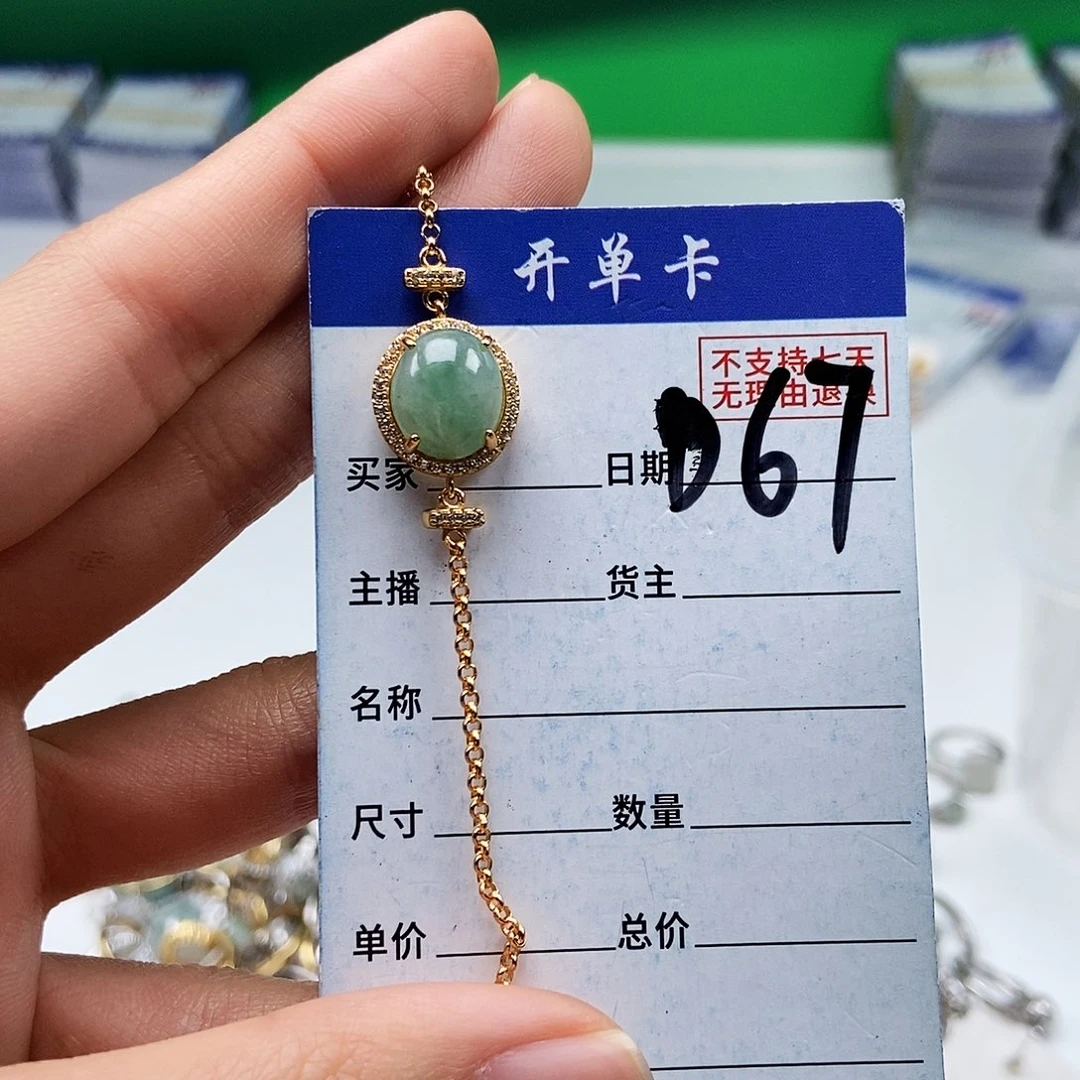 开单卡
不支持七天
无理由退换
D67
买家 日期
主播 货主
名称
尺寸 数量
单价 总价